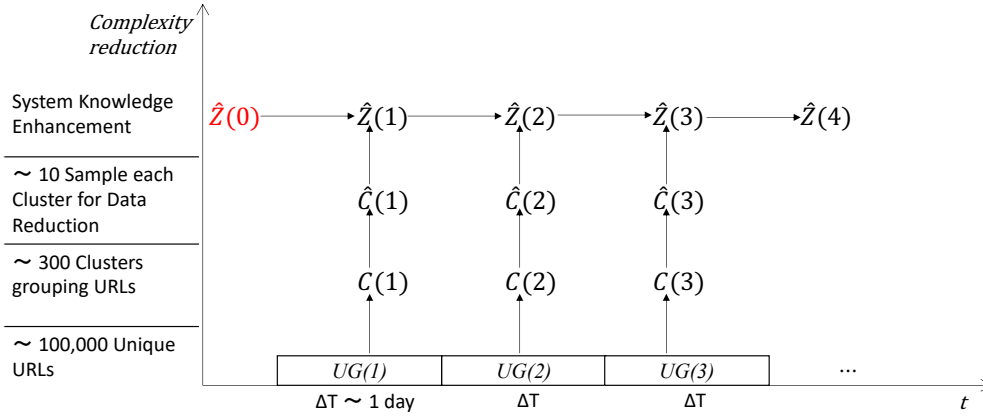 Complexity
reduction
System Knowledge
Enhancement
Ẑ(0)
Ẑ(1)
Ẑ(2)
Ẑ(3)
Ẑ(4)
~ 10 Sample each
Cluster for Data
Reduction
Ĉ(1)
Ĉ(2)
Ĉ(3)
~ 300 Clusters
grouping URLs
C(1)
C(2)
C(3)
~ 100,000 Unique
URLs
UG(1)
UG(2)
UG(3)
...
ΔT ~ 1 day
ΔT
ΔT
t